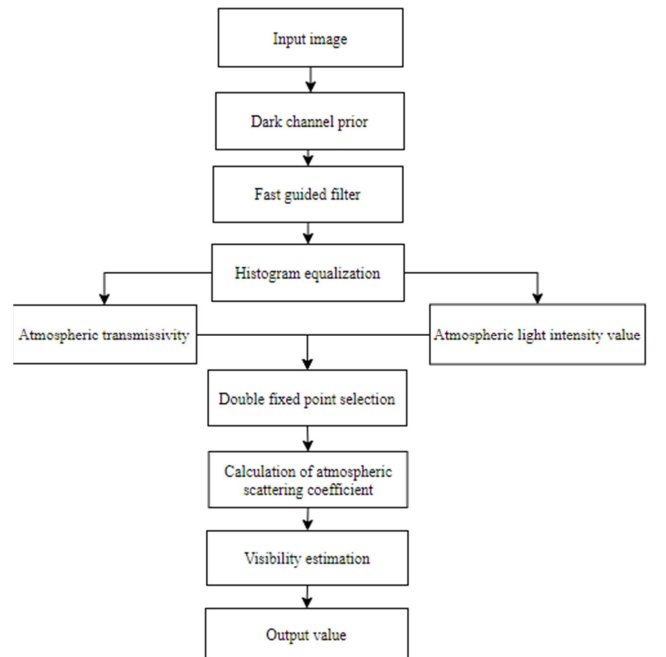 Input image
Dark channel prior
Fast guided filter
Histogram equalization
Atmospheric transmissivity
Atmospheric light intensity value
Double fixed point selection
Calculation of atmospheric
scattering coefficient
Visibility estimation
Output value